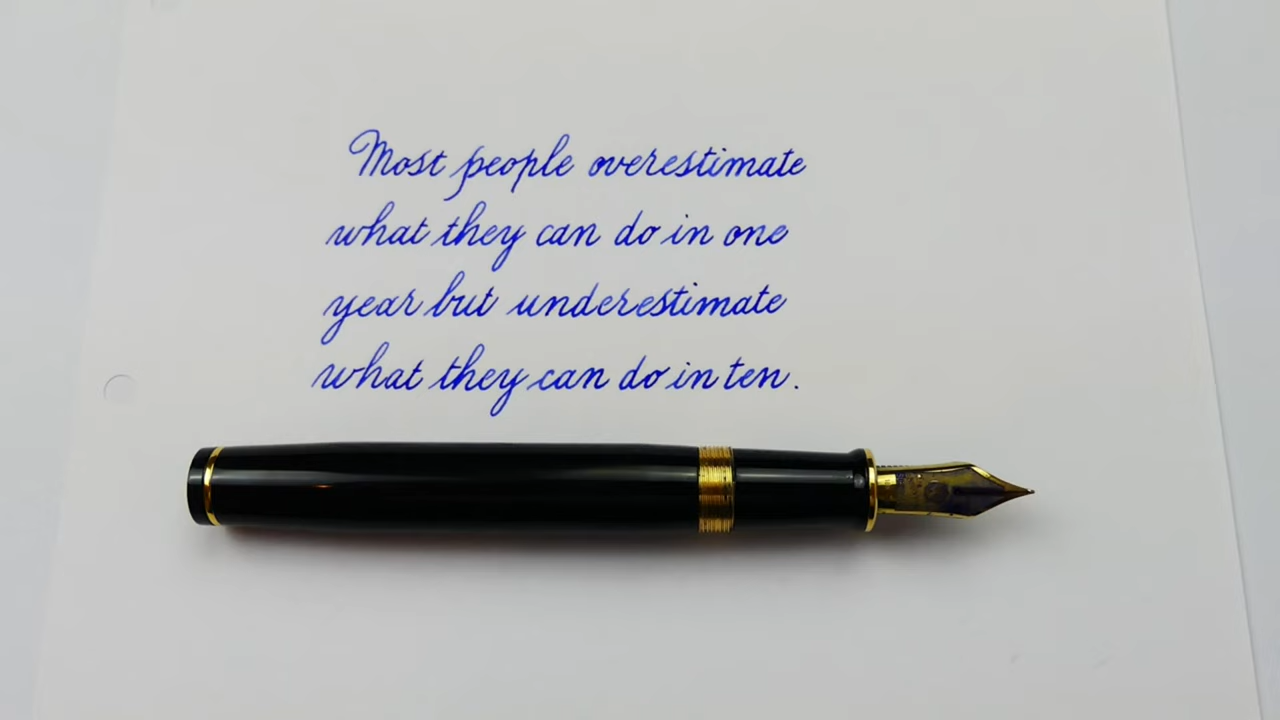 Most people overestimate
what they can do in one
year but underestimate
what they can do in ten.